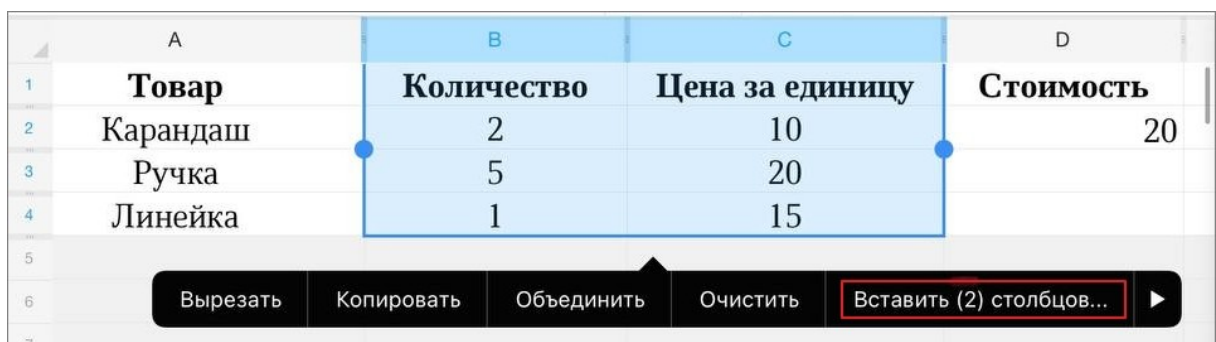 A B C D
1 Товар Количество Цена за единицу Стоимость
2 Карандаш 2 10 20
3 Ручка 5 20
4 Линейка 1 15
5
6 Вырезать Копировать Объединить Очистить Вставить (2) столбцов...